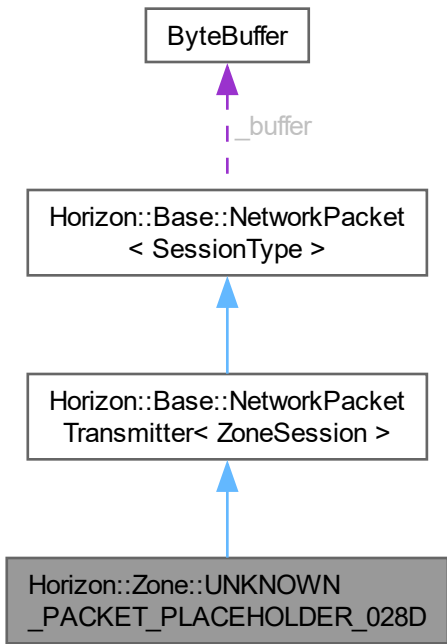 ByteBuffer
_buffer
Horizon::Base::NetworkPacket
< SessionType >
Horizon::Base::NetworkPacket
Transmitter< ZoneSession >
Horizon::Zone::UNKNOWN
_PACKET_PLACEHOLDER_028D